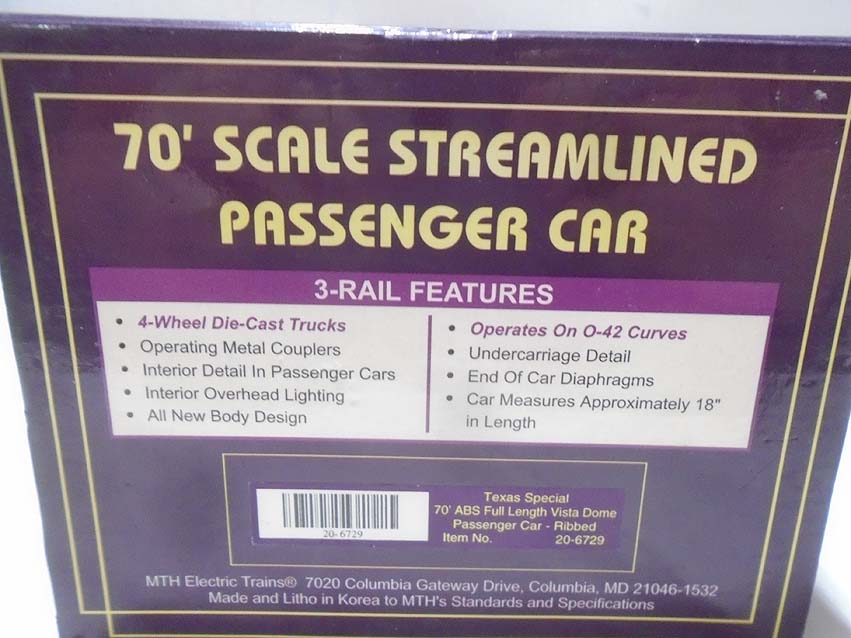 70' SCALE STREAMLINED
PASSENGER CAR
3-RAIL FEATURES
• 4-Wheel Die-Cast Trucks
• Operating Metal Couplers
• Interior Detail In Passenger Cars
• Interior Overhead Lighting
• All New Body Design
• Operates On O-42 Curves
• Undercarriage Detail
• End Of Car Diaphragms
• Car Measures Approximately 18"
in Length
20-6729
Texas Special
70' ABS Full Length Vista Dome
Passenger Car - Ribbed
Item No. 20-6729
MTH Electric Trains® 7020 Columbia Gateway Drive, Columbia, MD 21046-1532
Made and Litho in Korea to MTH's Standards and Specifications